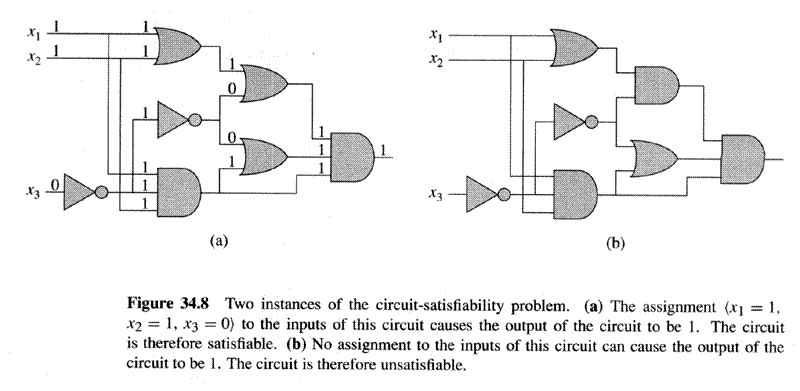 x1 1 1
x2 1 1
1 0
1
0 1
1 1 1 1
1 1 1
x3 0
(a)
x1
x2
x3
(b)
Figure 34.8 Two instances of the circuit-satisfiability problem. (a) The assignment ⟨x1 = 1,
x2 = 1, x3 = 0⟩ to the inputs of this circuit causes the output of the circuit to be 1. The circuit
is therefore satisfiable. (b) No assignment to the inputs of this circuit can cause the output of the
circuit to be 1. The circuit is therefore unsatisfiable.